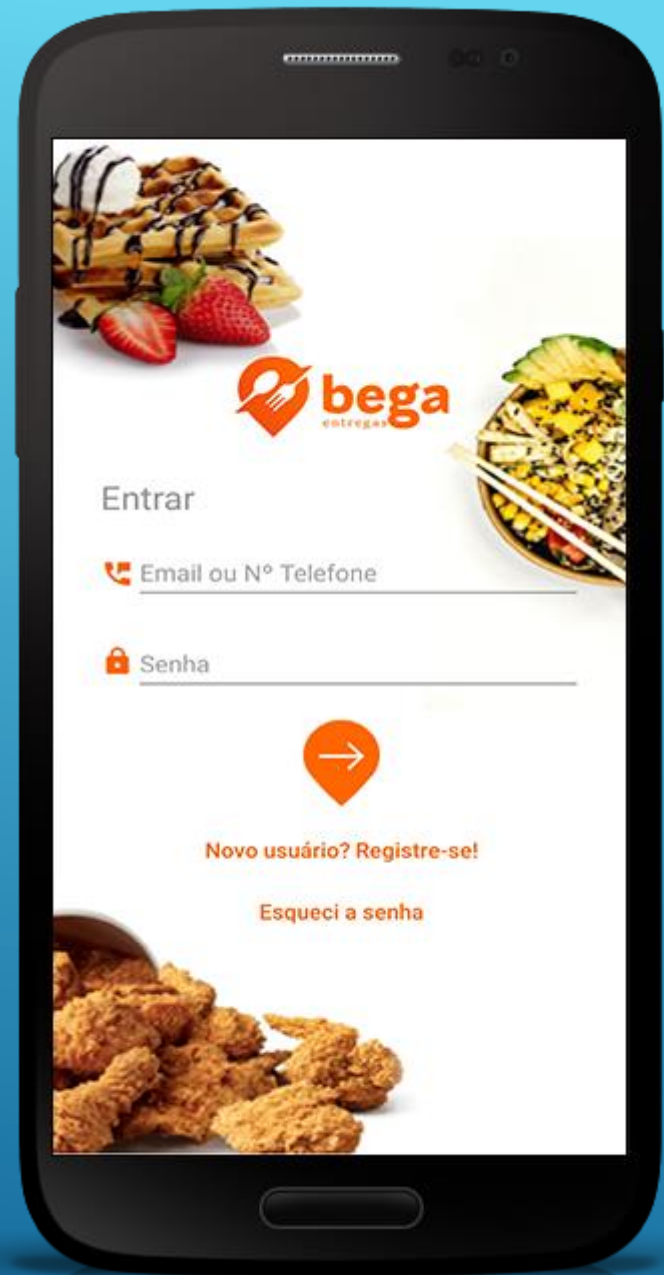 bega
entregas
Entrar
Email ou Nº Telefone
Senha
Novo usuário? Registre-se!
Esqueci a senha